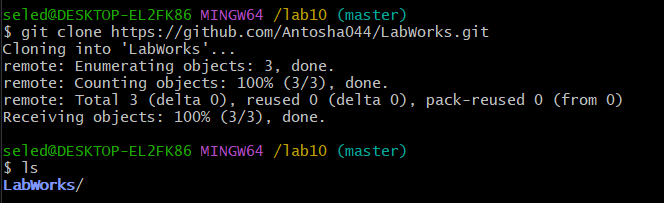 seled@DESKTOP-EL2FK86 MINGW64 /lab10 (master)
$ git clone https://github.com/Antosha044/LabWorks.git
Cloning into 'LabWorks'...
remote: Enumerating objects: 3, done.
remote: Counting objects: 100% (3/3), done.
remote: Total 3 (delta 0), reused 0 (delta 0), pack-reused 0 (from 0)
Receiving objects: 100% (3/3), done.
seled@DESKTOP-EL2FK86 MINGW64 /lab10 (master)
$ ls
LabWorks/